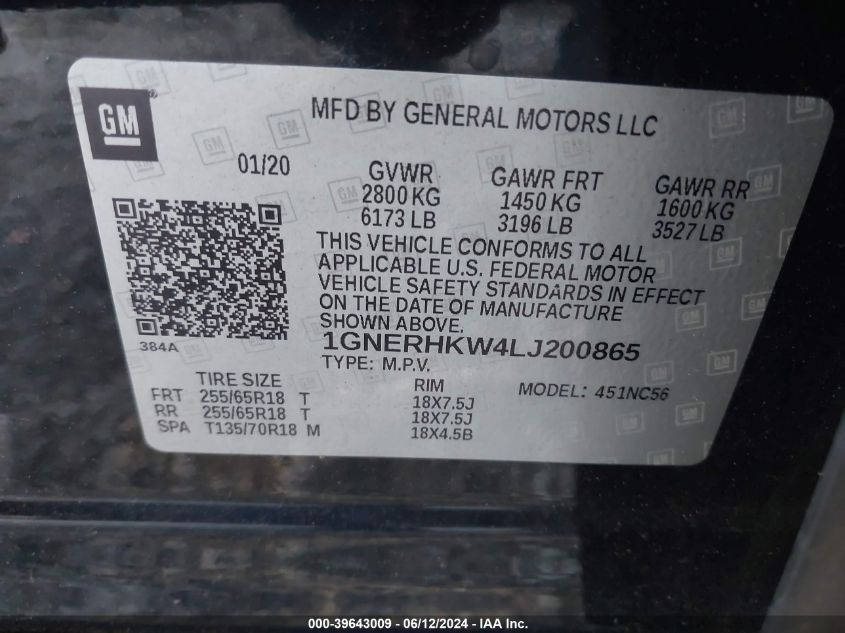 GM
MFD BY GENERAL MOTORS LLC
01/20
GVWR
2800 KG
6173 LB
GAWR FRT
1450 KG
3196 LB
GAWR RR
1600 KG
3527 LB
THIS VEHICLE CONFORMS TO ALL
APPLICABLE U.S. FEDERAL MOTOR
VEHICLE SAFETY STANDARDS IN EFFECT
ON THE DATE OF MANUFACTURE
SHOWN ABOVE.
384A
1GNERHKW4LJ200865
TYPE: M.P.V.
MODEL: 451NC56
TIRE SIZE
RIM
FRT 255/65R18 T 18X7.5J
RR 255/65R18 T 18X7.5J
SPA T135/70R18 M 18X4.5B
000-39643009 - 06/12/2024 - IAA Inc.